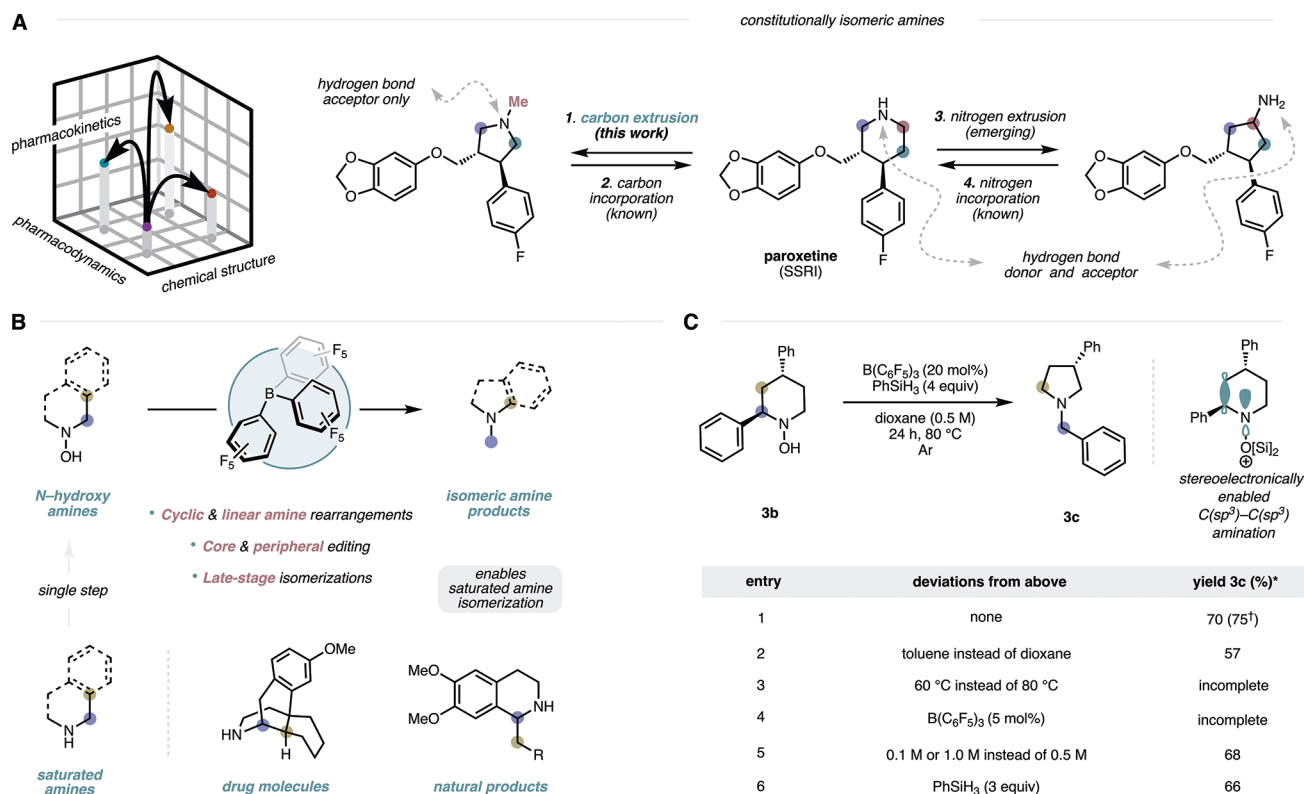 A
constitutionally isomeric amines
pharmacokinetics
pharmacodynamics
chemical structure
hydrogen bond
acceptor only
Me
N
O
O
O
F
1. carbon extrusion
(this work)
2. carbon
incorporation
(known)
H
N
O
O
O
F
paroxetine
(SSRI)
3. nitrogen extrusion
(emerging)
4. nitrogen
incorporation
(known)
NH2
O
O
O
F
hydrogen bond
donor and acceptor
B
N
OH
N–hydroxy
amines
single step
N
H
saturated
amines
B
F5
F5
F5
• Cyclic & linear amine rearrangements
• Core & peripheral editing
• Late-stage isomerizations
N
isomeric amine
products
enables
saturated amine
isomerization
OMe
HN
H
drug molecules
MeO
MeO
NH
R
natural products
C
Ph
N
OH
3b
B(C6F5)3 (20 mol%)
PhSiH3 (4 equiv)
dioxane (0.5 M)
24 h, 80 °C
Ar
Ph
N
3c
Ph
Ph
N
O[Si]2
⊕
stereoelectronically
enabled
C(sp3)–C(sp3)
amination
entry deviations from above yield 3c (%)*
1 none 70 (75†)
2 toluene instead of dioxane 57
3 60 °C instead of 80 °C incomplete
4 B(C6F5)3 (5 mol%) incomplete
5 0.1 M or 1.0 M instead of 0.5 M 68
6 PhSiH3 (3 equiv) 66